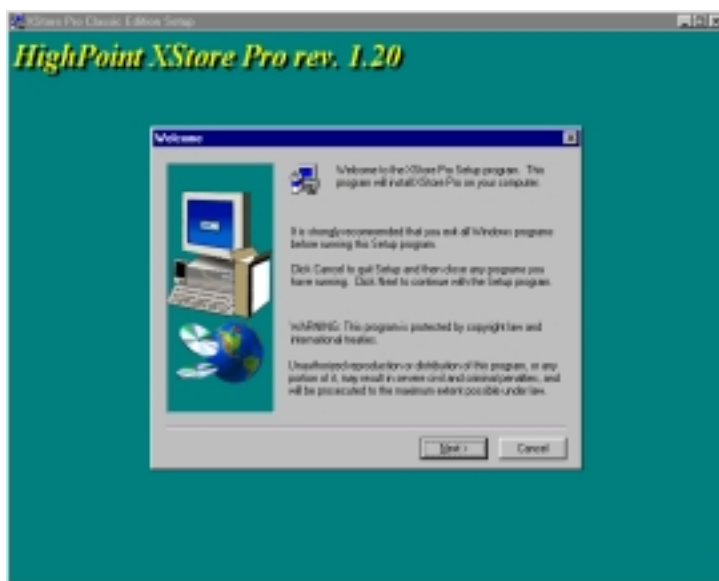 XStore Pro Classic Edition Setup
HighPoint XStore Pro rev. 1.20
Welcome
Welcome to the XStore Pro Setup program. This
program will install XStore Pro on your computer.
It is strongly recommended that you exit all Windows programs
before running this Setup program.
Click Cancel to quit Setup and then close any programs you
have running. Click Next to continue with the Setup program.
WARNING: This program is protected by copyright law and
international treaties.
Unauthorized reproduction or distribution of this program, or any
portion of it, may result in severe civil and criminal penalties, and
will be prosecuted to the maximum extent possible under law.
Next >
Cancel